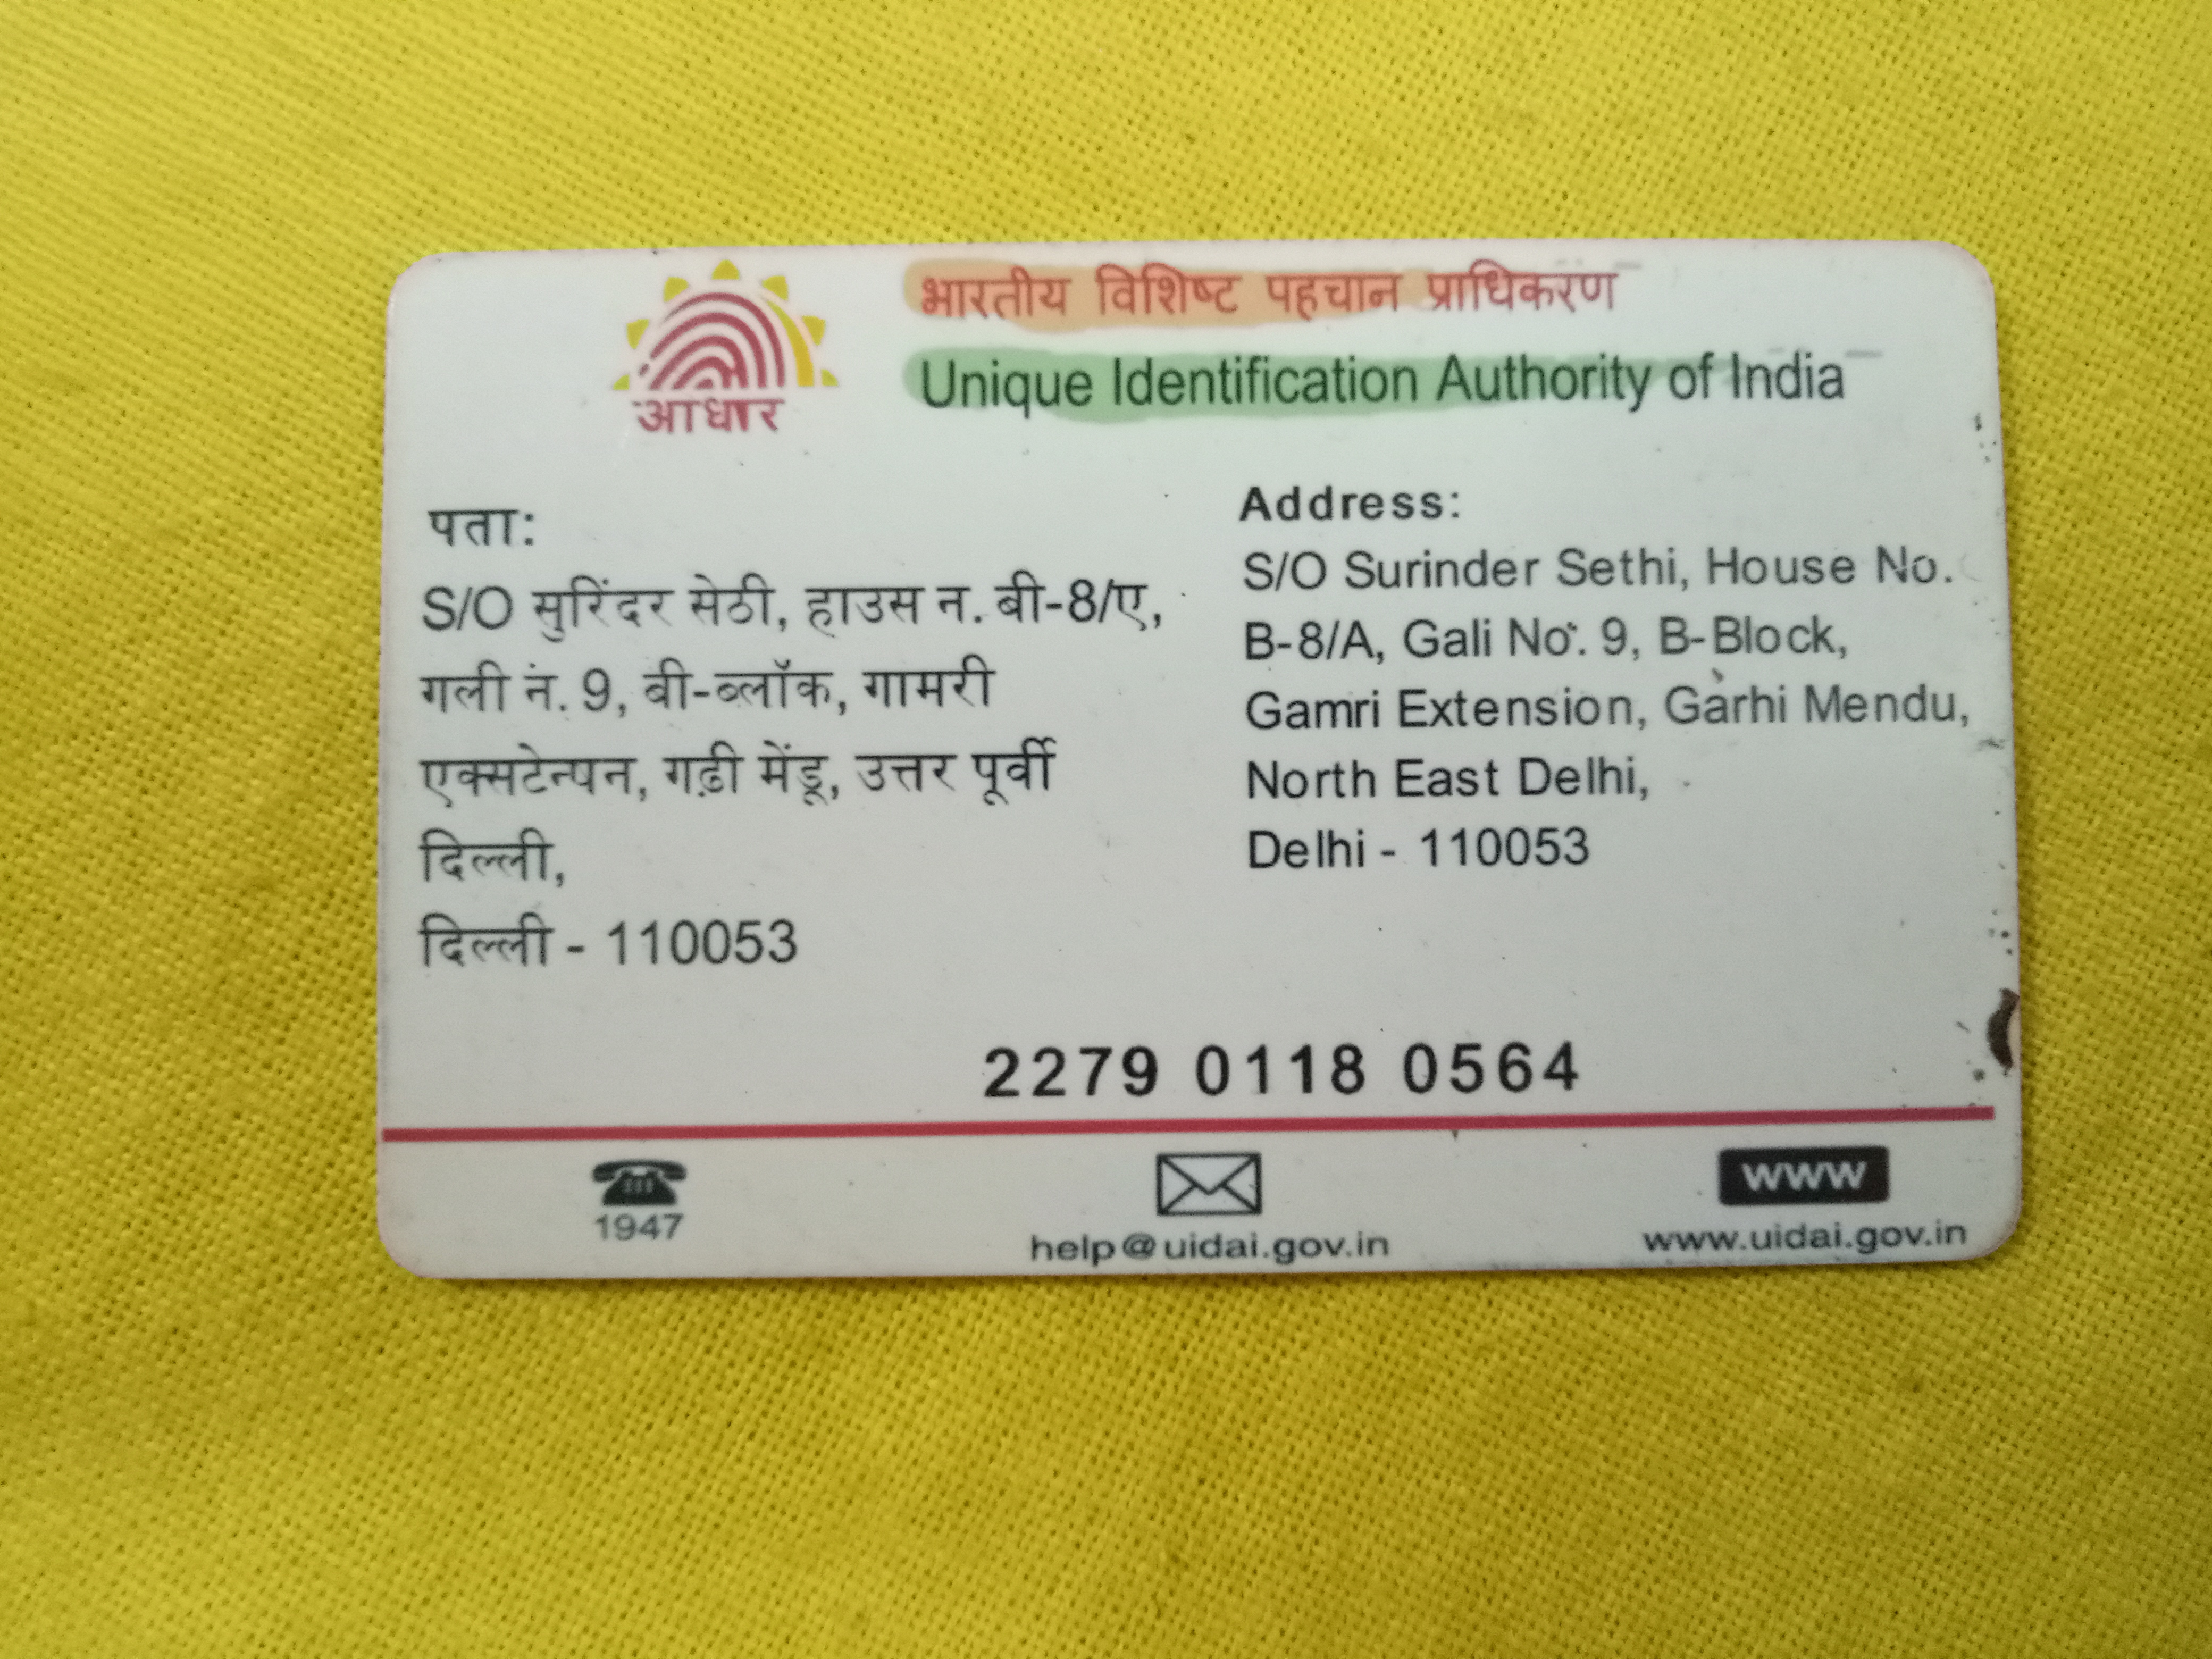 आधार
भारतीय विशिष्ट पहचान प्राधिकरण
Unique Identification Authority of India
पता:
S/O सुरिंदर सेठी, हाउस न. बी-8/ए,
गली नं. 9, बी-ब्लॉक, गामरी
एक्सटेन्षन, गढ़ी मेंडू, उत्तर पूर्वी
दिल्ली,
दिल्ली - 110053
Address:
S/O Surinder Sethi, House No.
B-8/A, Gali No. 9, B-Block,
Gamri Extension, Garhi Mendu,
North East Delhi,
Delhi - 110053
2279 0118 0564
1947
help@uidai.gov.in
www
www.uidai.gov.in